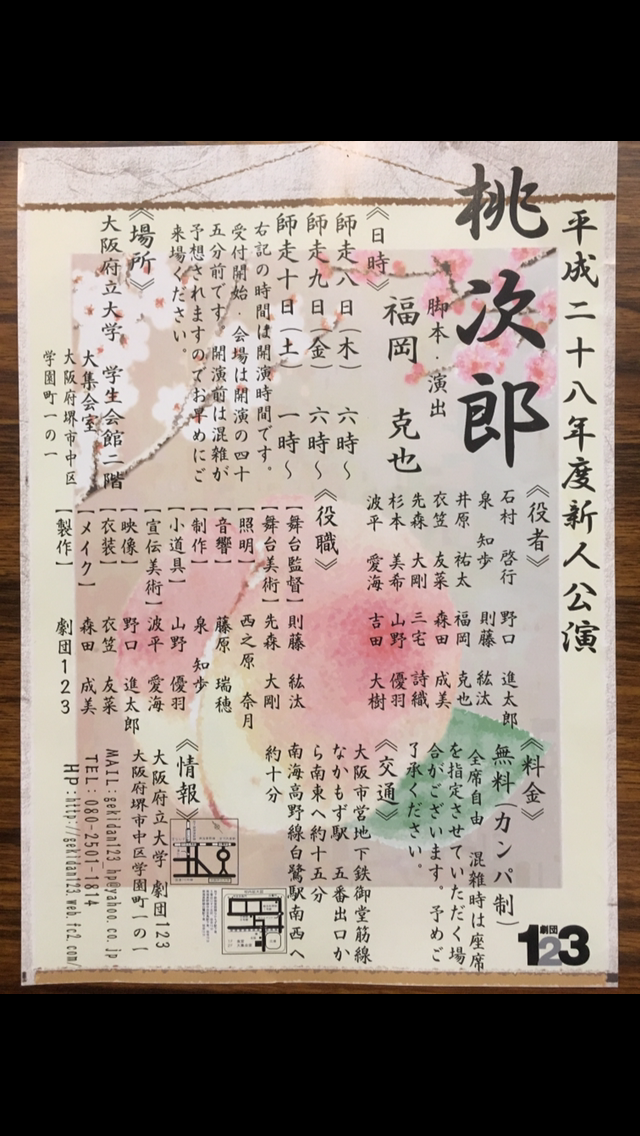 平成二十八年度新人公演
桃次郎
脚本・演出
福岡 克也
《日時》
師走八日(木) 六時~
師走九日(金) 六時~
師走十日(土) 一時~
右記の時間は開演時間です。
受付開始・会場は開演の四十
五分前です。開演前は混雑が
予想されますのでお早めにご
来場ください。
《場所》
大阪府立大学 学生会館二階
大集会室
大阪府堺市中区
学園町一の一
《役者》
石村 啓行 野口 進太郎
泉 知歩 則藤 紘汰
井原 祐太 福岡 克也
衣笠 友菜 森田 成美
先森 大剛 三宅 詩織
杉本 美希 山野 優羽
波平 愛海 吉田 大樹
《役職》
【舞台監督】 則藤 紘汰
【舞台美術】 先森 大剛
【照明】 西之原 奈月
【音響】 藤原 瑞穂
【制作】 泉 知歩
【小道具】 山野 優羽
【宣伝美術】 波平 愛海
【映像】 野口 進太郎
【衣装】 衣笠 友菜
【メイク】 森田 成美
【製作】 劇団123
《料金》
無料(カンパ制)
全席自由 混雑時は座席
を指定させていただく場
合がございます。予めご
了承ください。
《交通》
大阪市営地下鉄御堂筋線
なかもず駅 五番出口か
ら南東へ約十五分
南海高野線白鷺駅南西へ
約十分
《情報》
大阪府立大学 劇団123
大阪府堺市中区学園町一の一
MAIL:gekidan123_hp@yahoo.co.jp
TEL:080-2501-1814
HP:http://gekidan123.web.fc2.com/
劇団
123